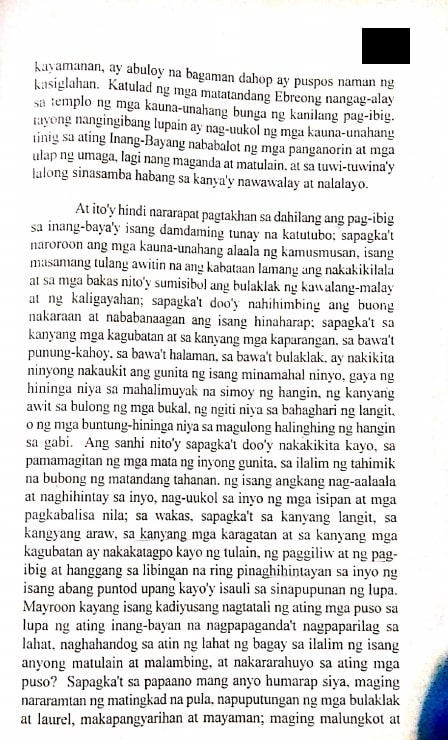 kayamanan, ay abuloy na bagaman dahop ay puspos naman ng
kasiglahan. Katulad ng mga matatandang Ebreong nangag-alay
sa templo ng mga kauna-unahang bunga ng kanilang pag-ibig,
tayong nangingibang lupain ay nag-uukol ng mga kauna-unahang
tinig sa ating Inang-Bayang nababalot ng mga panganorin at mga
ulap ng umaga, lagi nang maganda at matulain, at sa tuwi-tuwina'y
lalong sinasamba habang sa kanya'y nawawalay at nalalayo.
At ito'y hindi nararapat pagtakhan sa dahilang ang pag-ibig
sa inang-baya'y isang damdaming tunay na katutubo; sapagka't
naroroon ang mga kauna-unahang alaala ng kamusmusan, isang
masamang tulang awitin na ang kabataan lamang ang nakakikilala
at sa mga bakas nito'y sumisibol ang bulaklak ng kawalang-malay
at ng kaligayahan; sapagka't doo'y nahihimbing ang buong
nakaraan at nababanaagan ang isang hinaharap; sapagka't sa
kanyang mga kagubatan at sa kanyang mga kaparangan, sa bawa't
punung-kahoy, sa bawa't halaman, sa bawa't bulaklak, ay nakikita
ninyong nakaukit ang gunita ng isang minamahal ninyo, gaya ng
hininga niya sa mahalimuyak na simoy ng hangin, ng kanyang
awit sa bulong ng mga bukal, ng ngiti niya sa bahaghari ng langit,
o ng mga buntung-hininga niya sa magulong halinghing ng hangin
sa gabi. Ang sanhi nito'y sapagka't doo'y nakakikita kayo, sa
pamamagitan ng mga mata ng inyong gunita, sa ilalim ng tahimik
na bubong ng matandang tahanan, ng isang angkang nag-aalaala
at naghihintay sa inyo, nag-uukol sa inyo ng mga isipan at mga
pagkabalisa nila; sa wakas, sapagka't sa kanyang langit, sa
kangyang araw, sa kanyang mga karagatan at sa kanyang mga
kagubatan ay nakakatagpo kayo ng tulain, ng paggiliw at ng pag-
ibig at hanggang sa libingan na ring pinaghihintayan sa inyo ng
isang abang puntod upang kayo'y isauli sa sinapupunan ng lupa.
Mayroon kayang isang kadiyusang nagtatali ng ating mga puso sa
lupa ng ating inang-bayan na nagpapaganda't nagpaparilag sa
lahat, naghahandog sa atin ng lahat ng bagay sa ilalim ng isang
anyong matulain at malambing, at nakararahuyo sa ating mga
puso? Sapagka't sa papaano mang anyo humarap siya, maging
nararamtan ng matingkad na pula, napuputungan ng mga bulaklak
at laurel, makapangyarihan at mayaman; maging malungkot at